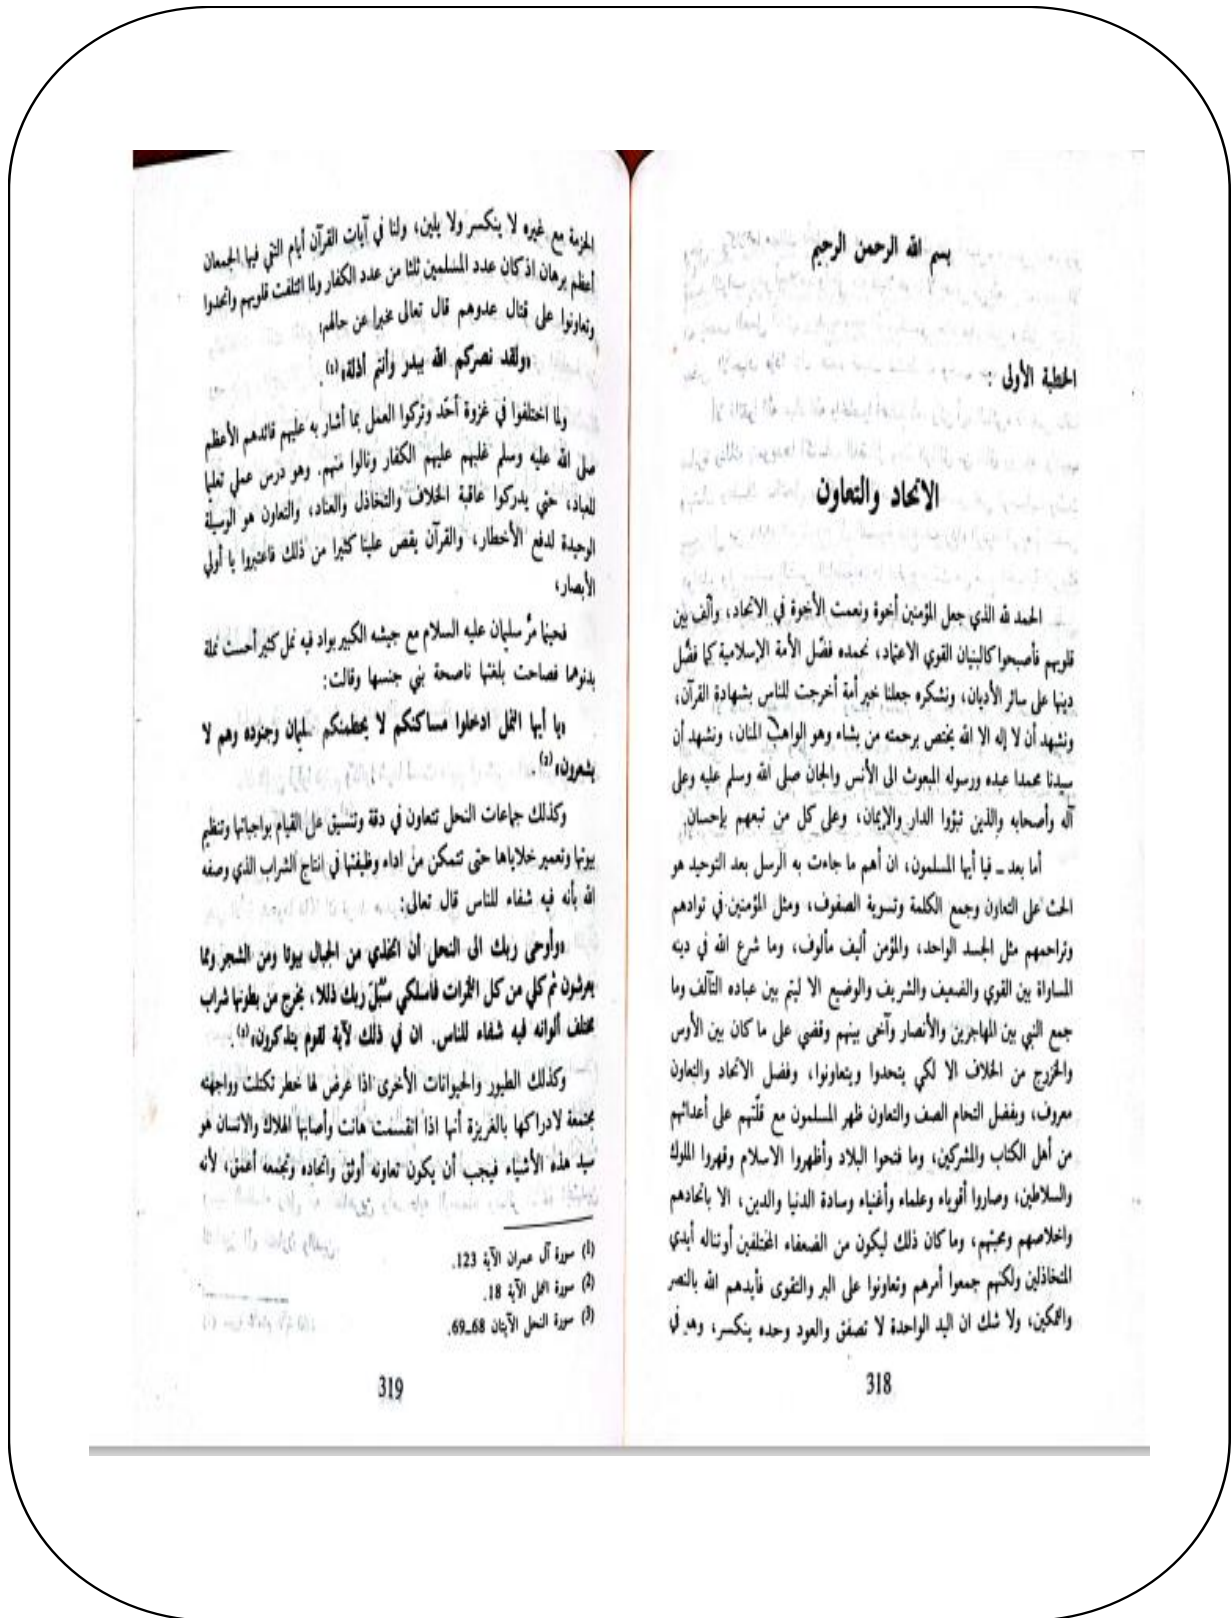 بسم الله الرحمن الرحيم
الخطبة الأولى :
الاتحاد والتعاون
الحمد لله الذي جعل المؤمنين أخوة ونعمت الأخوة في الاتحاد، وآلف بين
قلوبهم فأصبحوا كالبنيان القوي الاعتماد، نحمده ففضّل الأمة الإسلامية كما فضّل
دينها على سائر الأديان، ونشكره جعلنا خير أمة أخرجت للناس بشهادة القرآن،
ونشهد أن لا إله الا الله يختص برحمته من يشاء وهو الواهب المنان، ونشهد أن
سيدنا محمدا عبده ورسوله المبعوث الى الأنس والجان صلى الله وسلم عليه وعلى
آله وأصحابه والذين تبوّوا الدار والإيمان، وعلى كل من تبعهم بإحسان.
أما بعد ــ فيا أيها المسلمون، ان أهم ما جاءت به الرسل بعد التوحيد هو
الحث على التعاون وجمع الكلمة وتسوية الصفوف، ومثل المؤمنين في توادهم
وتراحمهم مثل الجسد الواحد، والمؤمن أليف مألوف، وما شرع الله في دينه
المساواة بين القوي والضعيف والشريف والوضيع الا ليتم بين عباده التآلف وما
جمع النبي بين المهاجرين والأنصار وآخى بينهم وقضي على ما كان بين الأوس
والخزرج من الخلاف الا لكي يتحدوا ويتعاونوا، وفضل الاتحاد والتعاون
معروف، وبفضل التحام الصف والتعاون ظهر المسلمون مع قلّتهم على أعدائهم
من أهل الكتاب والمشركين، وما فتحوا البلاد وأظهروا الاسلام وقهروا الملوك
والسلاطين، وصاروا أقوياء وعلماء وأغنياء وسادة الدنيا والدين، الا باتحادهم
واخلاصهم ومحبتهم، وما كان ذلك ليكون من الضعفاء المختلفين أو تناله أيدي
المتخاذلين ولكنهم جمعوا أمرهم وتعاونوا على البر والتقوى فأيدهم الله بالنصر
والتمكين، ولا شك ان اليد الواحدة لا تصفق والعود وحده ينكسر، وهو في
318
الحزمة مع غيره لا ينكسر ولا يلين، ولنا في آيات القرآن أيام التي فيها الجمعان
أعظم برهان اذ كان عدد المسلمين ثلثا من عدد الكفار ولما ائتلفت قلوبهم واتحدوا
وتعاونوا على قتال عدوهم قال تعالى مخبرا عن حالهم:
«ولقد نصركم الله ببدر وأنتم أذلة» (1).
ولما اختلفوا في غزوة أحد وتركوا العمل بما أشار به عليهم قائدهم الأعظم
صلى الله عليه وسلم غلبهم عليهم الكفار ونالوا منهم. وهو درس عملي تعليا
للعباد، حتي يدركوا عاقبة الخلاف والتخاذل والعناد، والتعاون هو الوسيلة
الوحيدة لدفع الأخطار، والقرآن يقص علينا كثيرا من ذلك فاعتبروا يا أولي
الأبصار،
فحينما مرّ سليمان عليه السلام مع جيشه الكبير بواد فيه نمل كثير أحست نملة
بدنوهما فصاحت بلغتها ناصحة بني جنسها وقالت:
«يا أيها النمل ادخلوا مساكنكم لا يحطمنكم سليمان وجنوده وهم لا
يشعرون» (2).
وكذلك جماعات النحل تتعاون في دقة وتنسيق على القيام بواجباتها وتنظيم
بيوتها وتعمير خلاياها حتى تتمكن من اداء وظيفتها في انتاج الشراب الذي وصفه
الله بأنه فيه شفاء للناس قال تعالى:
«وأوحى ربك الى النحل أن اتخذي من الجبال بيوتا ومن الشجر ومما
يعرشون ثم كلي من كل الثمرات فأسلكي سُبُلَ ربك ذللا، يخرج من بطونها شراب
مختلف ألوانه فيه شفاء للناس. ان في ذلك لآية لقوم يتذكرون» (3).
وكذلك الطيور والحيوانات الأخرى اذا عرض لها خطر تكتلت وواجهته
مجتمعة لادراكها بالغريزة أنها اذا انقسمت هانت وأصابها الهلاك والانسان هو
سيد هذه الأشياء فيجب أن يكون تعاونه أوثق واتحاده وتجمعه أعمق، لأنه
(1) سورة آل عمران الآية 123.
(2) سورة النمل الآية 18.
(3) سورة النحل الآيتان 68ـ69.
319